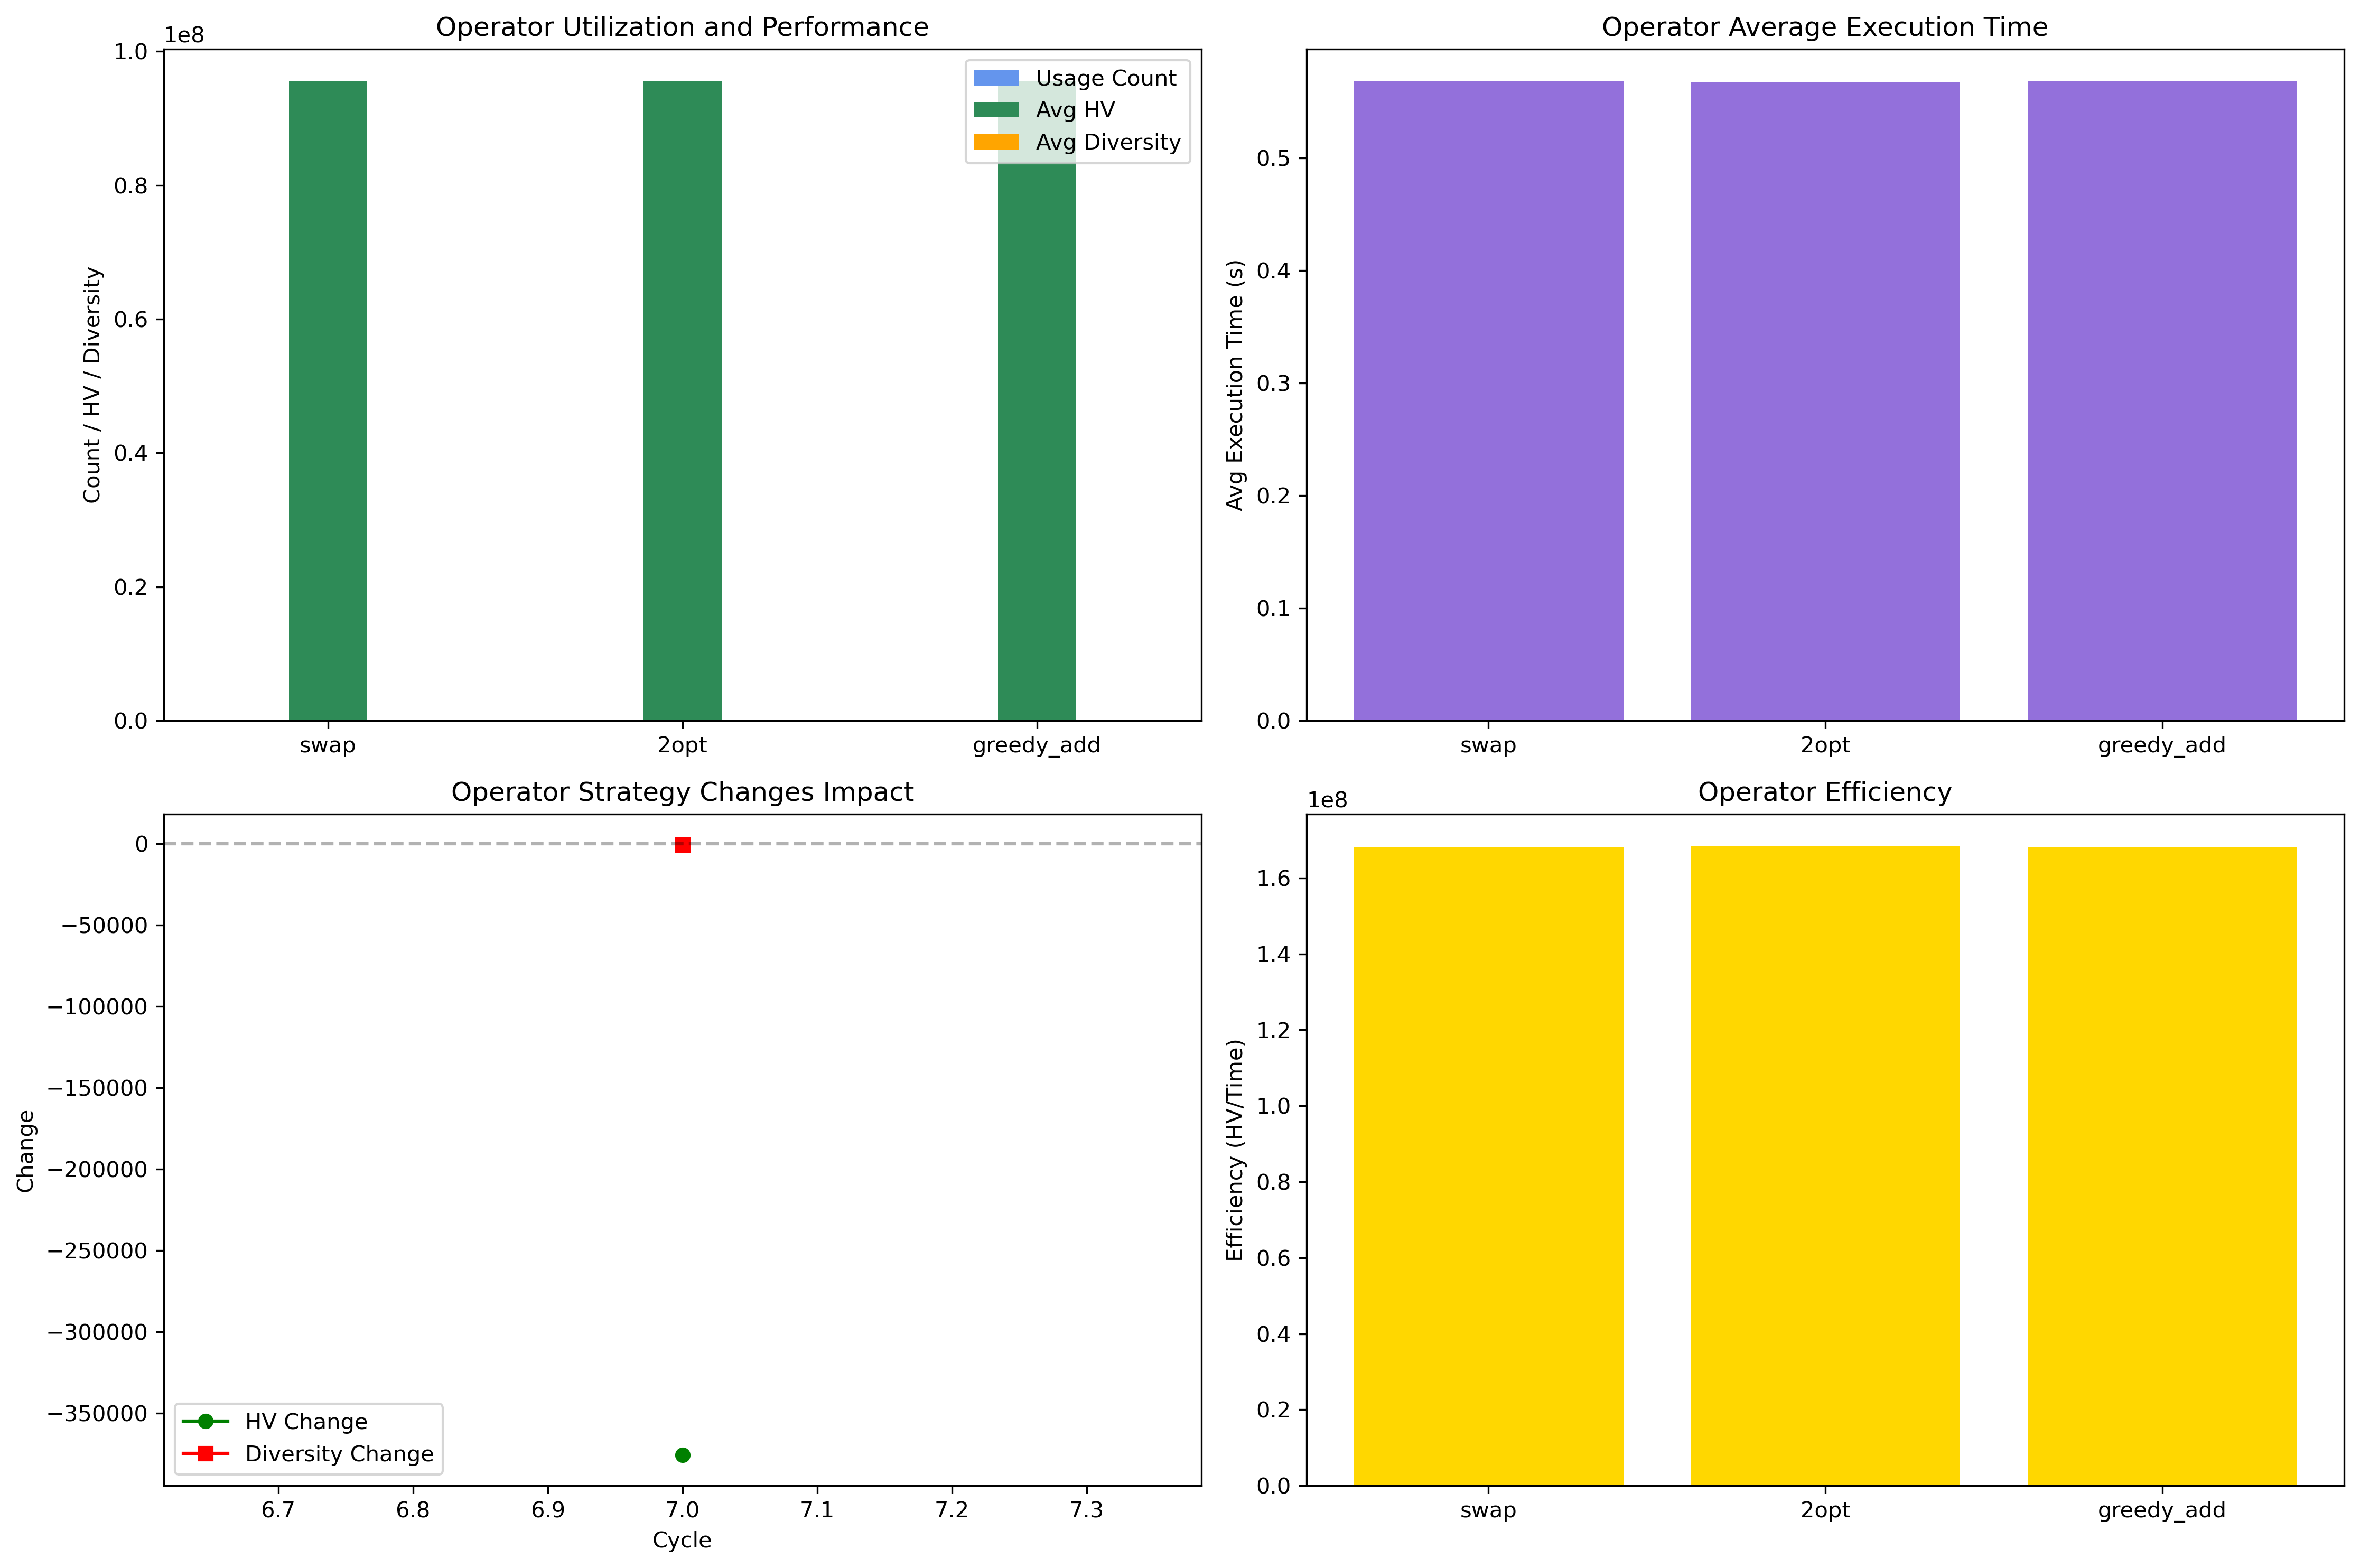 Operator Utilization and Performance
1e8
1.0
0.8
0.6
0.4
0.2
0.0
Count / HV / Diversity
Usage Count
Avg HV
Avg Diversity
swap
2opt
greedy_add
Operator Average Execution Time
0.5
0.4
0.3
0.2
0.1
0.0
Avg Execution Time (s)
swap
2opt
greedy_add
Operator Strategy Changes Impact
0
−50000
−100000
−150000
−200000
−250000
−300000
−350000
Change
HV Change
Diversity Change
6.7
6.8
6.9
7.0
7.1
7.2
7.3
Cycle
Operator Efficiency
1e8
1.6
1.4
1.2
1.0
0.8
0.6
0.4
0.2
0.0
Efficiency (HV/Time)
swap
2opt
greedy_add